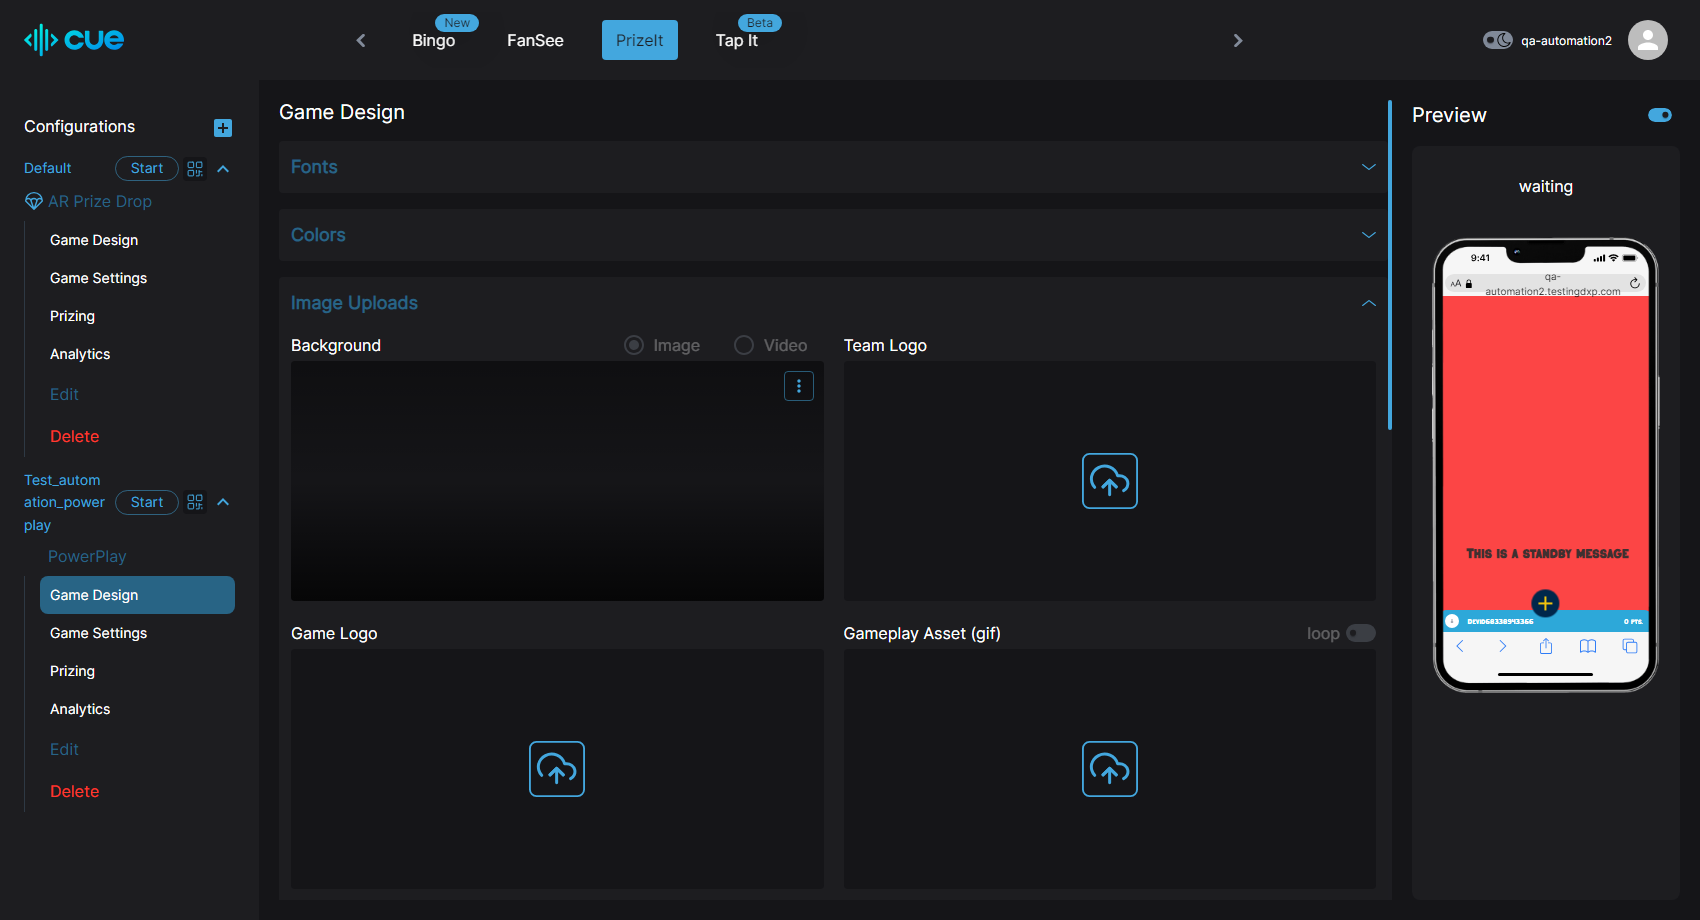 cue
New
Bingo
FanSee
PrizeIt
Beta
Tap It
qa-automation2
Configurations
Default
Start
AR Prize Drop
Game Design
Game Settings
Prizing
Analytics
Edit
Delete
Test_autom
ation_power
play
Start
PowerPlay
Game Design
Game Settings
Prizing
Analytics
Edit
Delete
Game Design
Fonts
Colors
Image Uploads
Background
Image
Video
Team Logo
Game Logo
Gameplay Asset (gif)
loop
Preview
waiting
9:41
AA
qa-
automation2.testingdxp.com
THIS IS A STANDBY MESSAGE
0 PTS.